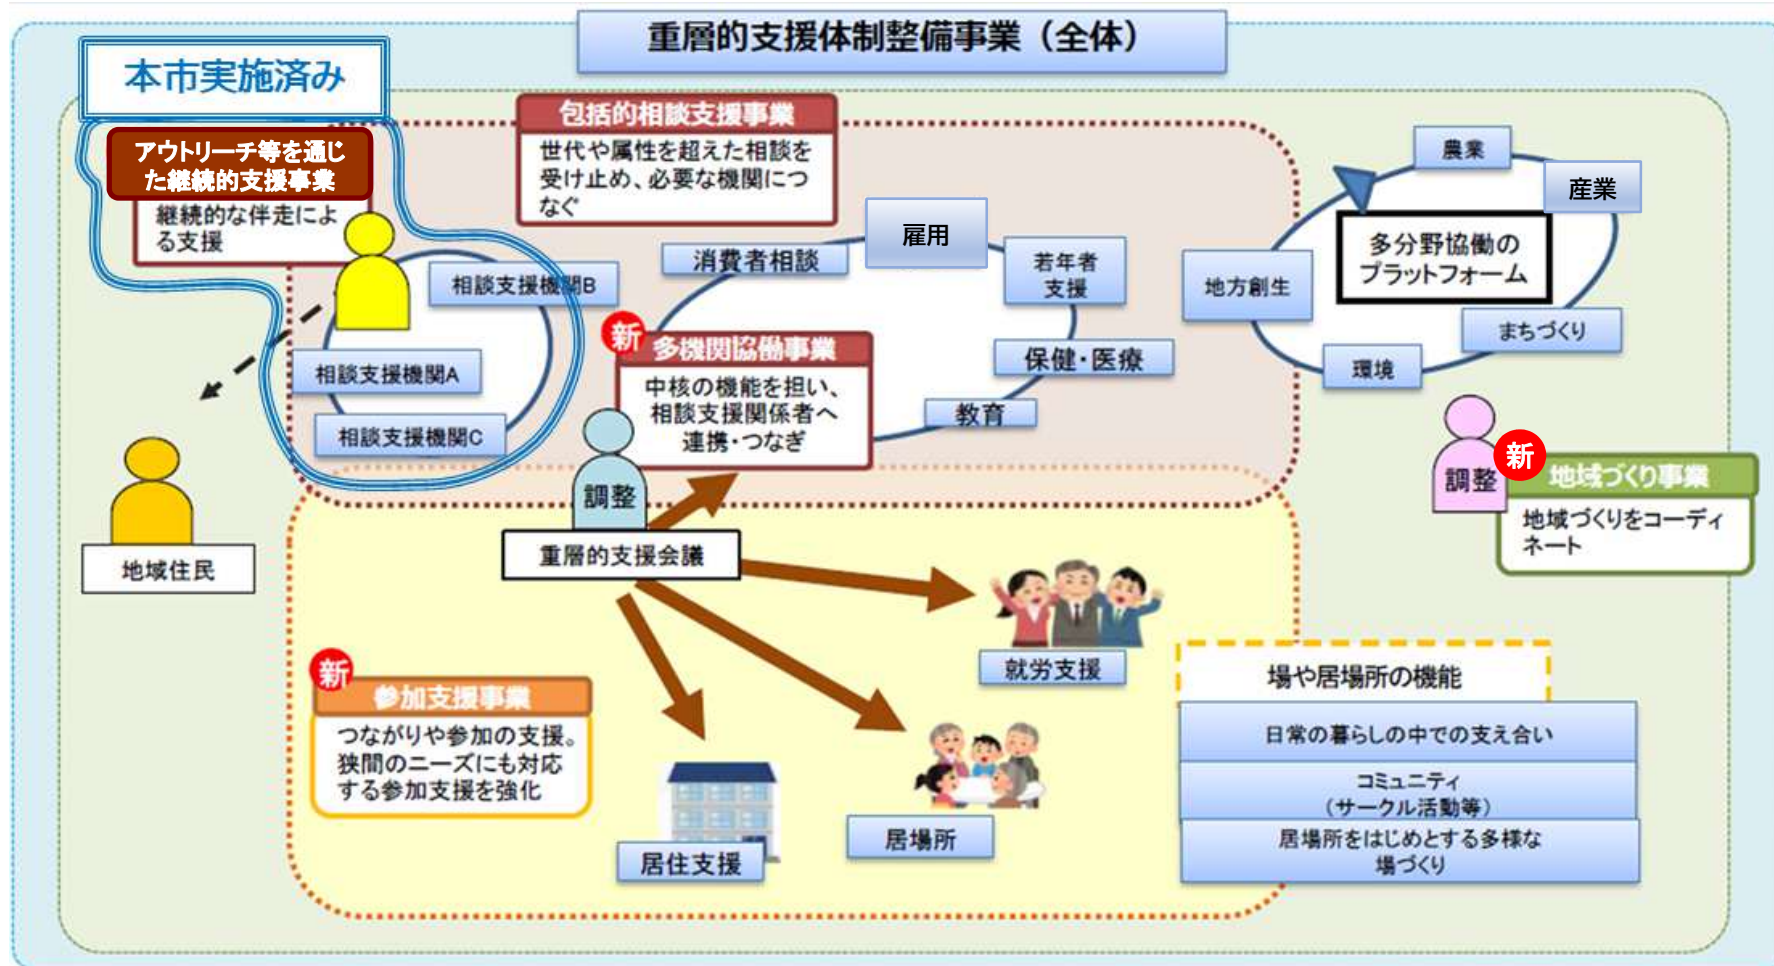 重層的支援体制整備事業（全体）
本市実施済み
アウトリーチ等を通じ
た継続的支援事業
継続的な伴走によ
る支援
包括的相談支援事業
世代や属性を超えた相談を
受け止め、必要な機関につ
なぐ
相談支援機関B
相談支援機関A
相談支援機関C
消費者相談
雇用
若年者
支援
保健・医療
教育
新
多機関協働事業
中核の機能を担い、
相談支援関係者へ
連携・つなぎ
農業
産業
多分野協働の
プラットフォーム
地方創生
まちづくり
環境
調整
新
地域づくり事業
地域づくりをコーディ
ネート
地域住民
調整
重層的支援会議
新
参加支援事業
つながりや参加の支援。
狭間のニーズにも対応
する参加支援を強化
就労支援
居場所
居住支援
場や居場所の機能
日常の暮らしの中での支え合い
コミュニティ
（サークル活動等）
居場所をはじめとする多様な
場づくり